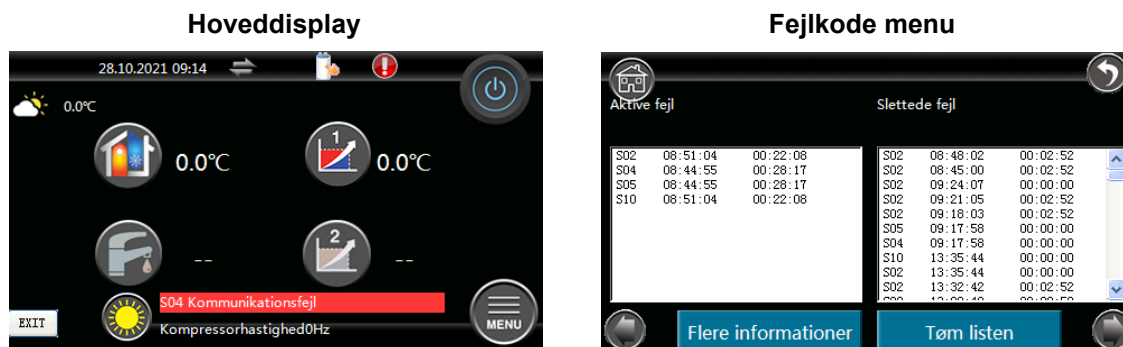 Hoveddisplay
28.10.2021 09:14
0.0℃
0.0℃
1
0.0℃
--
2
--
S04 Kommunikationsfejl
Kompressorhastighed0Hz
EXIT
MENU
Fejlkode menu
Aktive fejl
Slettede fejl
S02 08:51:04 00:22:08
S04 08:44:55 00:28:17
S05 08:44:55 00:28:17
S10 08:51:04 00:22:08
S02 08:48:02 00:02:52
S02 08:45:00 00:02:52
S02 09:24:07 00:00:00
S02 09:21:05 00:02:52
S02 09:18:03 00:02:52
S05 09:17:58 00:00:00
S04 09:17:58 00:00:00
S10 13:35:44 00:00:00
S02 13:35:44 00:00:00
S02 13:32:42 00:02:52
Flere informationer
Tøm listen